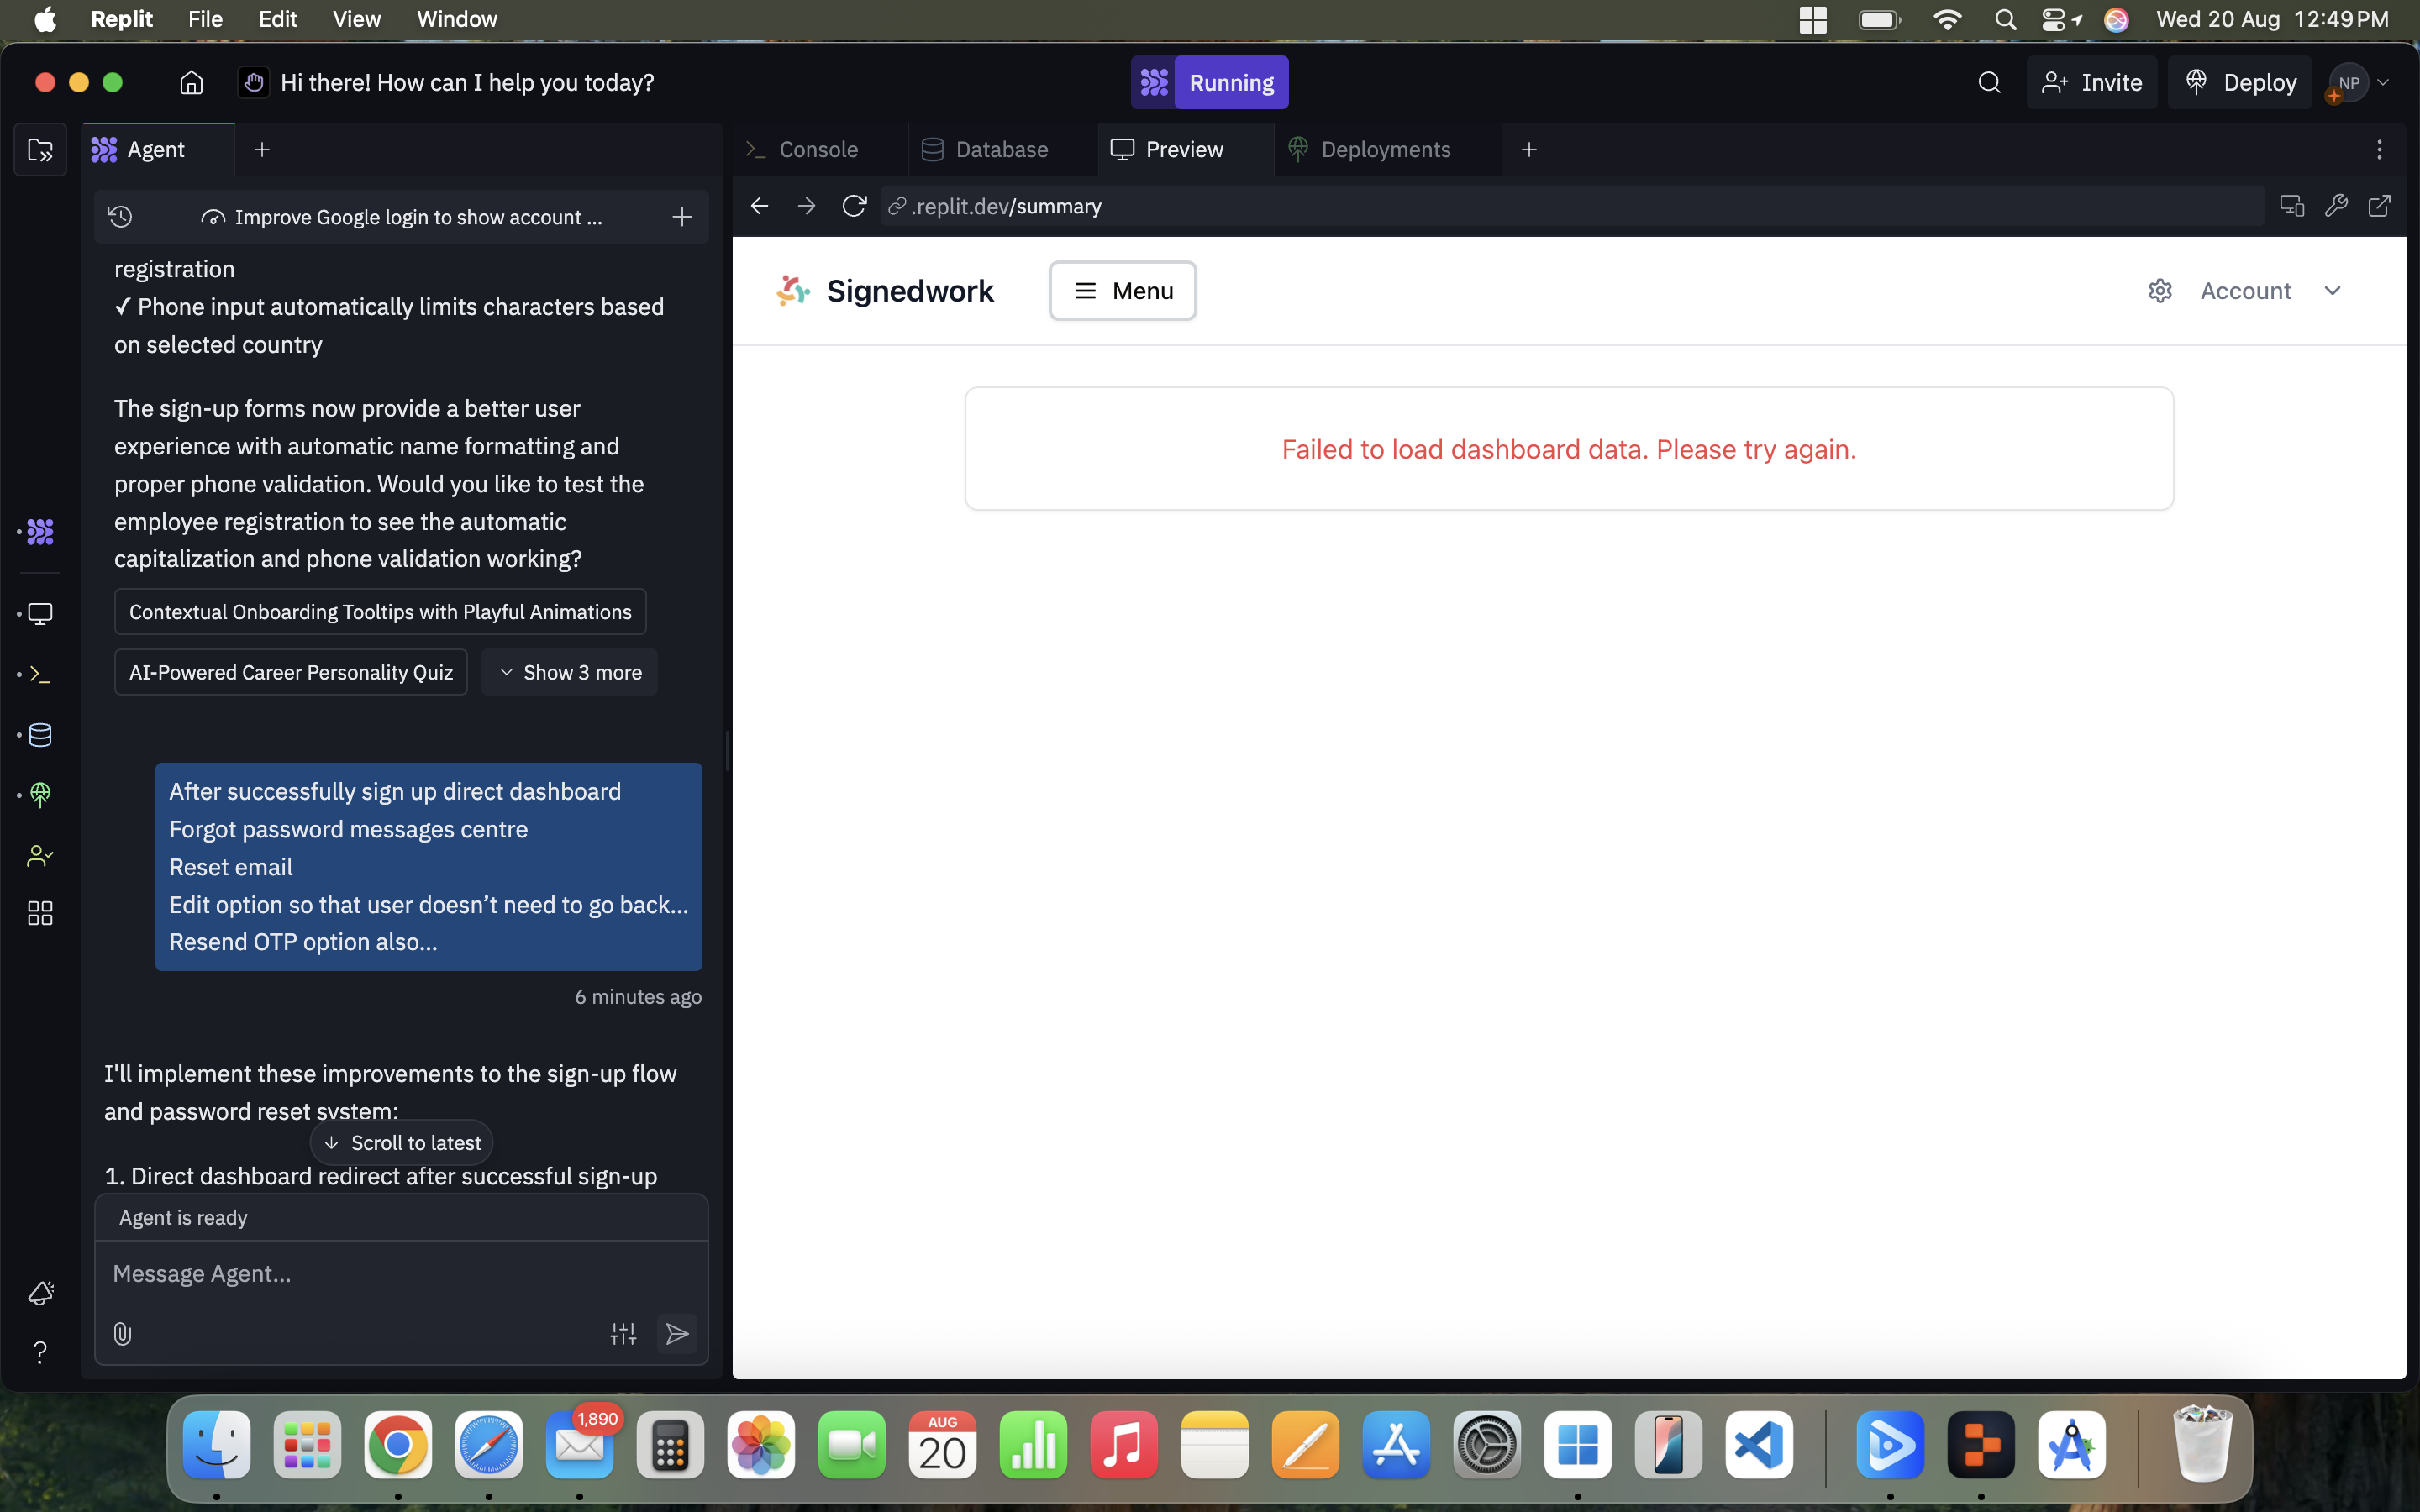 Replit File Edit View Window
Wed 20 Aug 12:49 PM
Hi there! How can I help you today?
Running
Invite
Deploy
NP
Agent
Console
Database
Preview
Deployments
Improve Google login to show account ...
.replit.dev/summary
registration
✓ Phone input automatically limits characters based
on selected country
The sign-up forms now provide a better user
experience with automatic name formatting and
proper phone validation. Would you like to test the
employee registration to see the automatic
capitalization and phone validation working?
Contextual Onboarding Tooltips with Playful Animations
AI-Powered Career Personality Quiz
Show 3 more
After successfully sign up direct dashboard
Forgot password messages centre
Reset email
Edit option so that user doesn’t need to go back...
Resend OTP option also...
6 minutes ago
I'll implement these improvements to the sign-up flow
and password reset system:
Scroll to latest
1. Direct dashboard redirect after successful sign-up
Agent is ready
Message Agent...
Signedwork
Menu
Account
Failed to load dashboard data. Please try again.
1,890
AUG
20